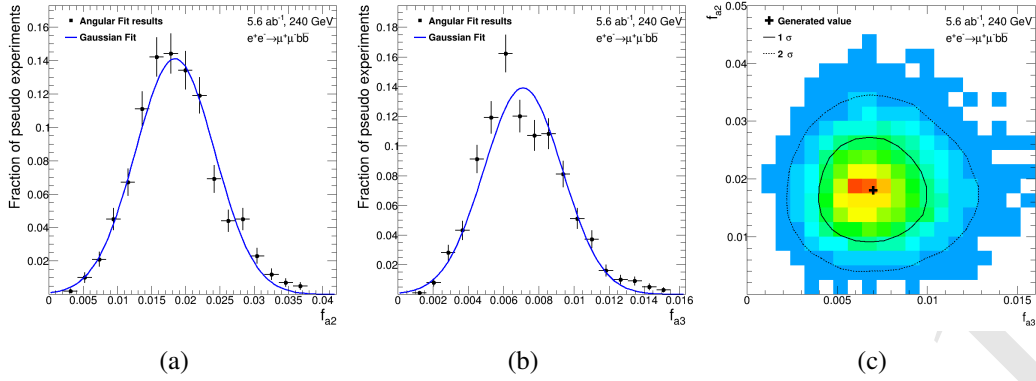 Angular Fit results
Gaussian Fit
5.6 ab⁻¹, 240 GeV
e⁺e⁻→μ⁺μ⁻bb̅
Fraction of pseudo experiments
0.16
0.14
0.12
0.1
0.08
0.06
0.04
0.02
0 0.005 0.01 0.015 0.02 0.025 0.03 0.035 0.04
f_a2
(a)
Angular Fit results
Gaussian Fit
5.6 ab⁻¹, 240 GeV
e⁺e⁻→μ⁺μ⁻bb̅
Fraction of pseudo experiments
0.16
0.14
0.12
0.1
0.08
0.06
0.04
0.02
0 0.002 0.004 0.006 0.008 0.01 0.012 0.014 0.016
f_a3
(b)
f_a2
0.05
0.04
0.03
0.02
0.01
Generated value
1 σ
2 σ
5.6 ab⁻¹, 240 GeV
e⁺e⁻→μ⁺μ⁻bb̅
0.005 0.01 0.015
f_a3
(c)